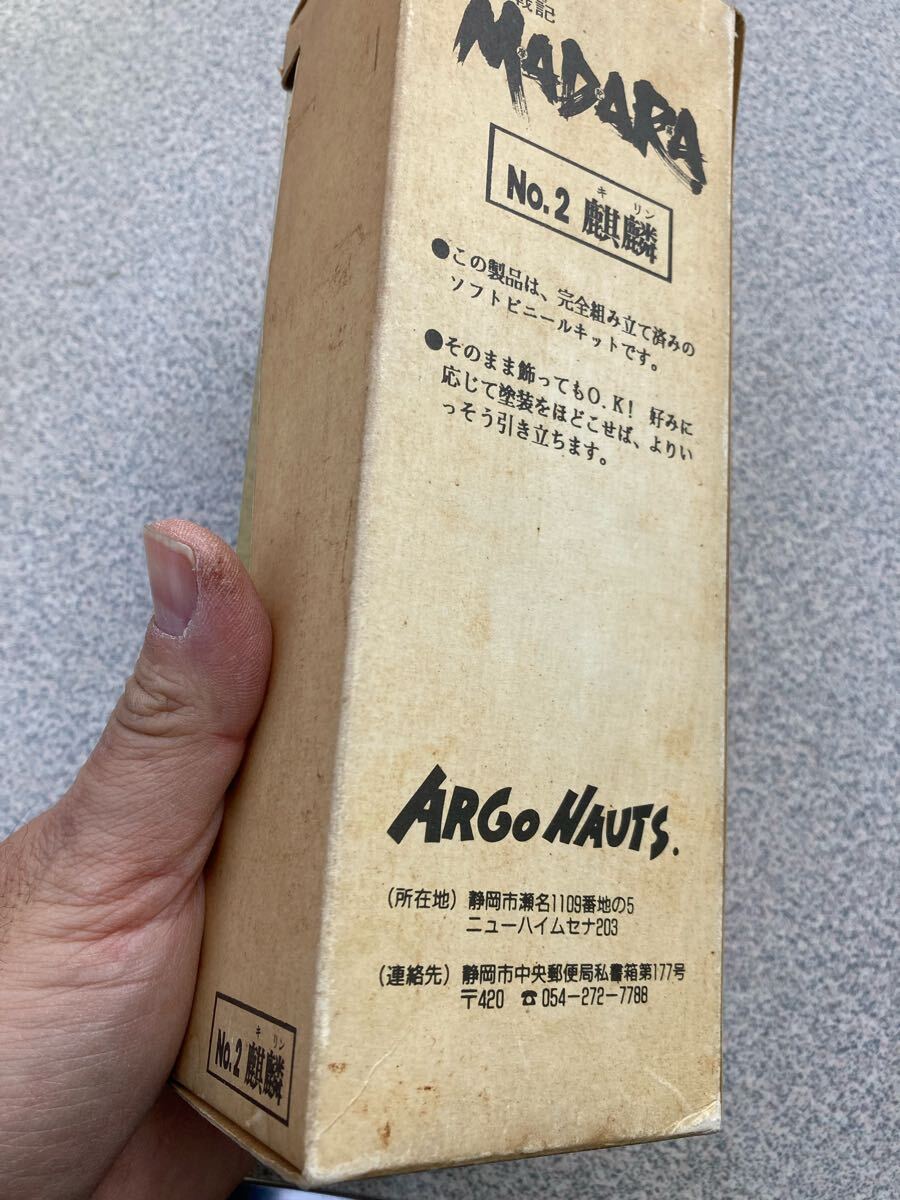 戦記
MADARA
キリン
No.2 麒麟
●この製品は、完全組み立て済みの
ソフトビニールキットです。
●そのまま飾ってもO.K! 好みに
応じて塗装をほどこせば、よりい
っそう引き立ちます。
ARGONAUTS.
(所在地) 静岡市瀬名1109番地の5
ニューハイムセナ203
(連絡先) 静岡市中央郵便局私書箱第177号
〒420 ☎054-272-7788
キリン
No.2 麒麟